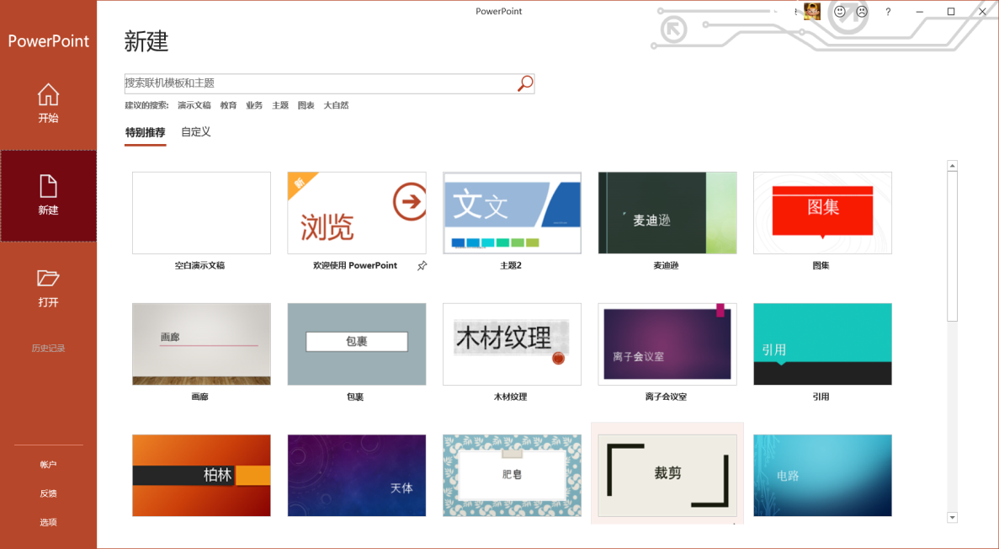 PowerPoint
PowerPoint
?
新建
开始
新建
打开
历史记录
帐户
反馈
选项
搜索联机模板和主题
建议的搜索: 演示文稿 教育 业务 主题 图表 大自然
特别推荐 自定义
新
浏览
文文
麦迪逊
图集
空白演示文稿 欢迎使用 PowerPoint 主题2 麦迪逊 图集
画廊
包裹
木材纹理
离子会议室
引用
画廊 包裹 木材纹理 离子会议室 引用
柏林
天体
肥皂
裁剪
电路